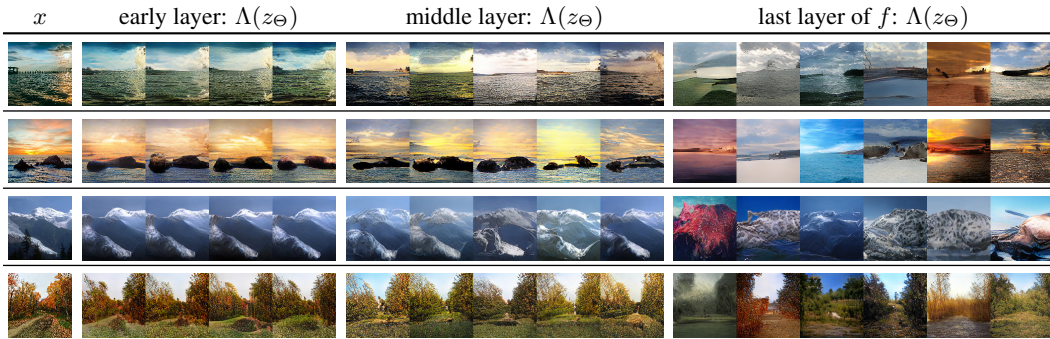 x early layer: Λ(z_Θ) middle layer: Λ(z_Θ) last layer of f: Λ(z_Θ)